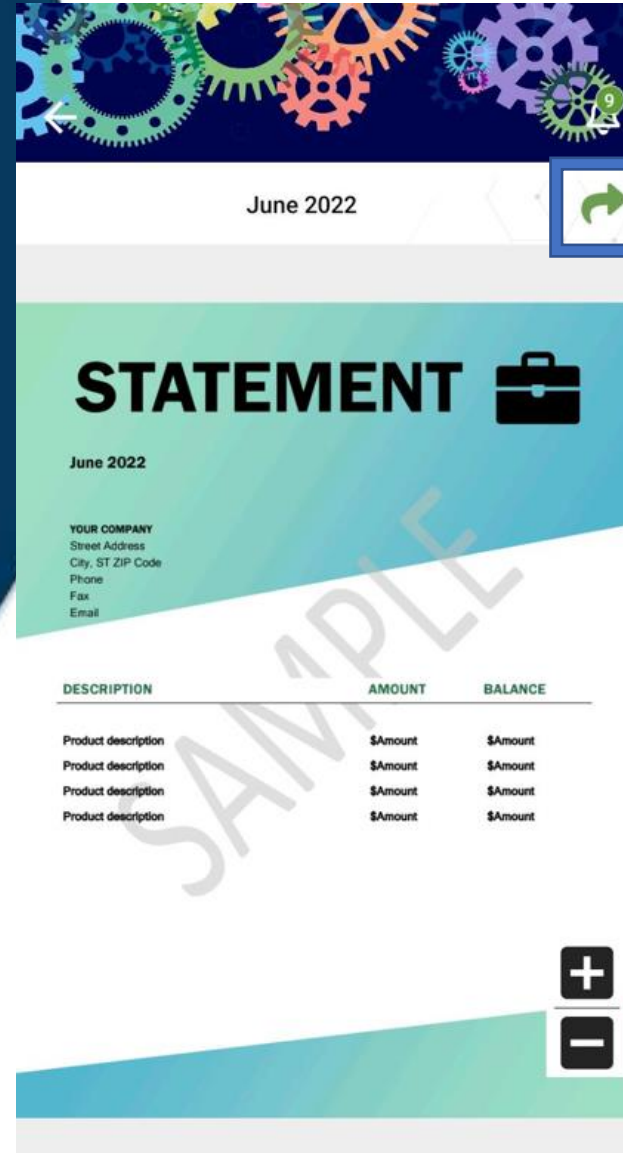 9
June 2022
STATEMENT
June 2022
YOUR COMPANY
Street Address
City, ST ZIP Code
Phone
Fax
Email
SAMPLE
DESCRIPTION AMOUNT BALANCE
Product description $Amount $Amount
Product description $Amount $Amount
Product description $Amount $Amount
Product description $Amount $Amount